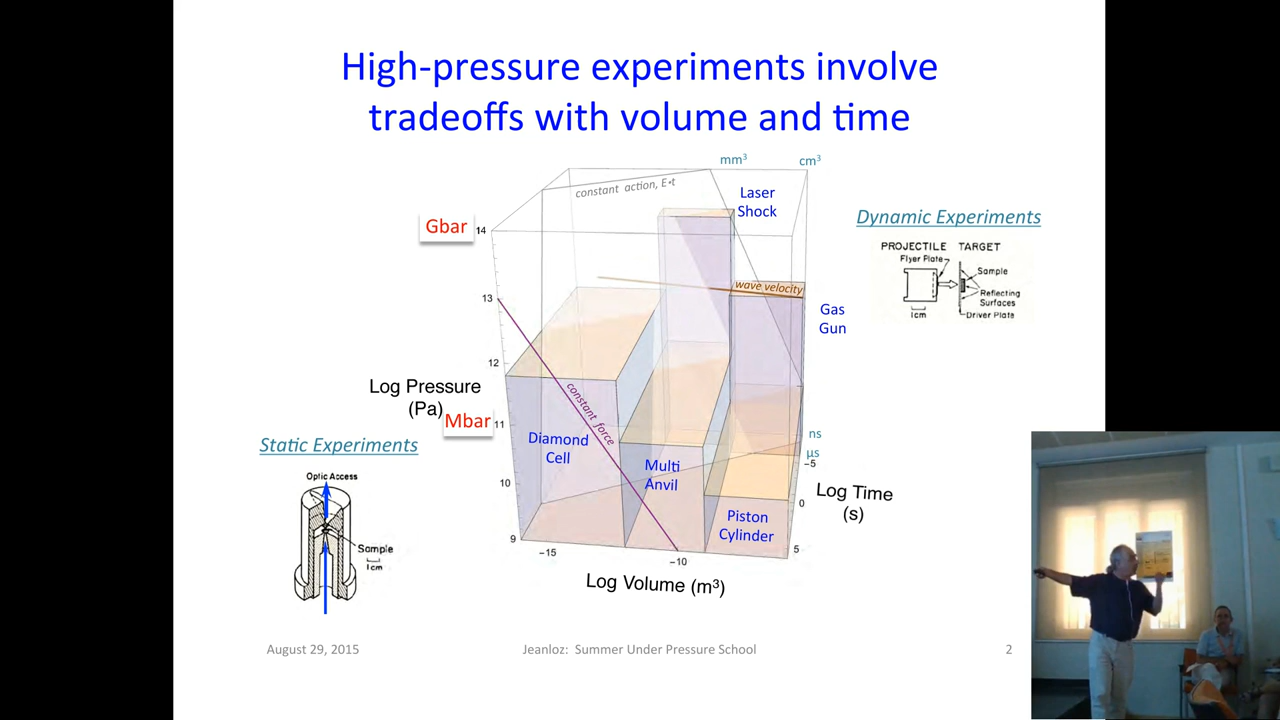 High-pressure experiments involve
tradeoffs with volume and time
mm³
cm³
constant action, E•t
Laser
Shock
Gbar
14
Dynamic Experiments
PROJECTILE TARGET
Flyer Plate
Sample
Reflecting
Surfaces
1cm
Driver Plate
wave velocity
13
Gas
Gun
12
Log Pressure
(Pa)
Mbar
11
constant force
Static Experiments
Diamond
Cell
ns
μs
-5
Multi
Anvil
Optic Access
10
Log Time
(s)
0
Piston
Cylinder
Sample
1cm
9
5
-15
-10
Log Volume (m³)
August 29, 2015
Jeanloz: Summer Under Pressure School
2